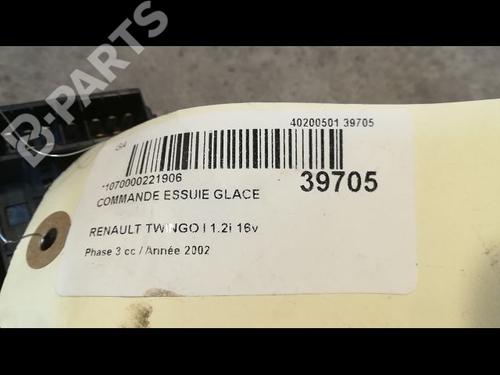 B-PARTS
40200501 39705
*1070000221906
39705
COMMANDE ESSUIE GLACE
RENAULT TWINGO I 1.2i 16v
Phase 3 cc / Année 2002